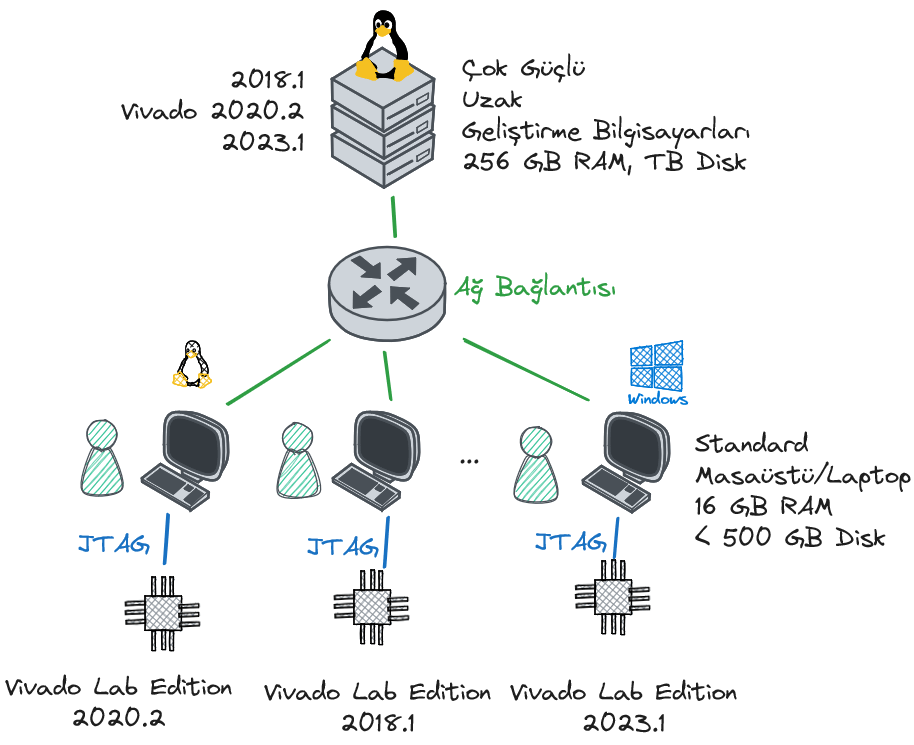 2018.1
Vivado 2020.2
2023.1
Çok Güçlü
Uzak
Geliştirme Bilgisayarları
256 GB RAM, TB Disk
Ağ Bağlantısı
Windows
Standard
Masaüstü/Laptop
16 GB RAM
< 500 GB Disk
...
JTAG
JTAG
JTAG
Vivado Lab Edition
2020.2
Vivado Lab Edition
2018.1
Vivado Lab Edition
2023.1